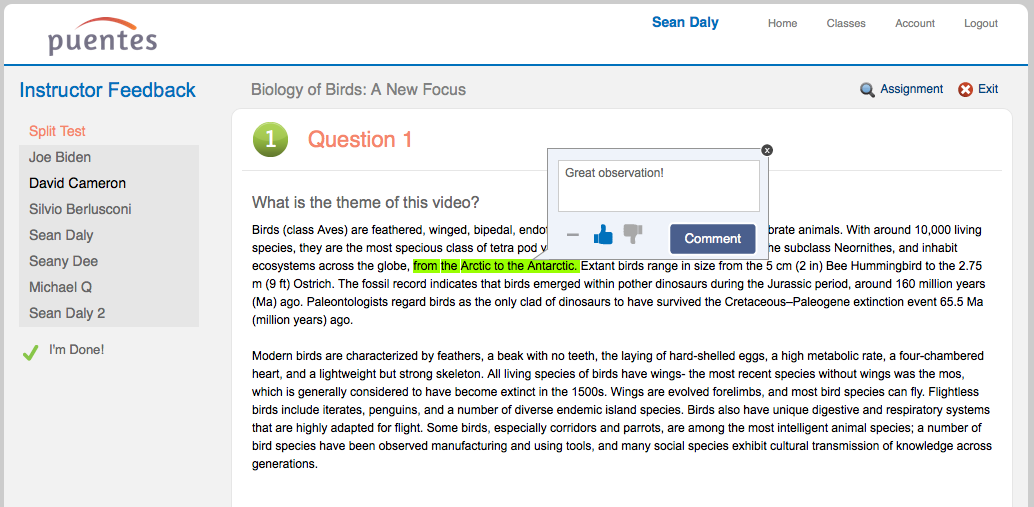 puentes
Sean Daly
Home
Classes
Account
Logout
Instructor Feedback
Biology of Birds: A New Focus
Assignment
Exit
Split Test
Joe Biden
David Cameron
Silvio Berlusconi
Sean Daly
Seany Dee
Michael Q
Sean Daly 2
I'm Done!
1
Question 1
x
Great observation!
Comment
What is the theme of this video?
Birds (class Aves) are feathered, winged, bipedal, brate animals. With around 10,000 living
species, they are the most specious class of tetra pod the subclass Neornithes, and inhabit
ecosystems across the globe, from the Arctic to the Antarctic. Extant birds range in size from the 5 cm (2 in) Bee Hummingbird to the 2.75
m (9 ft) Ostrich. The fossil record indicates that birds emerged within pother dinosaurs during the Jurassic period, around 160 million years
(Ma) ago. Paleontologists regard birds as the only clad of dinosaurs to have survived the Cretaceous–Paleogene extinction event 65.5 Ma
(million years) ago.
Modern birds are characterized by feathers, a beak with no teeth, the laying of hard-shelled eggs, a high metabolic rate, a four-chambered
heart, and a lightweight but strong skeleton. All living species of birds have wings- the most recent species without wings was the mos,
which is generally considered to have become extinct in the 1500s. Wings are evolved forelimbs, and most bird species can fly. Flightless
birds include iterates, penguins, and a number of diverse endemic island species. Birds also have unique digestive and respiratory systems
that are highly adapted for flight. Some birds, especially corridors and parrots, are among the most intelligent animal species; a number of
bird species have been observed manufacturing and using tools, and many social species exhibit cultural transmission of knowledge across
generations.